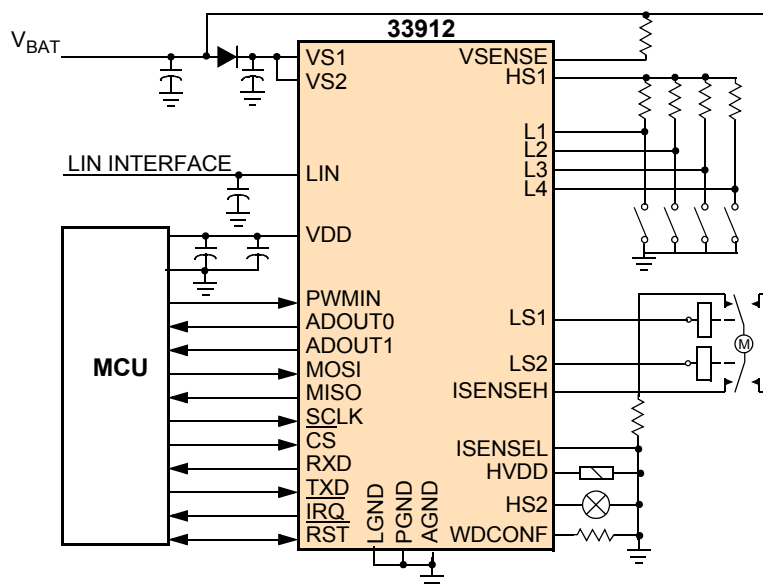 33912
V_BAT
VS1
VS2
VSENSE
HS1
L1
L2
L3
L4
LIN INTERFACE
LIN
VDD
MCU
PWMIN
ADOUT0
ADOUT1
MOSI
MISO
SCLK
CS
RXD
TXD
IRQ
RST
LS1
LS2
M
ISENSEH
ISENSEL
HVDD
HS2
WDCONF
LGND
PGND
AGND